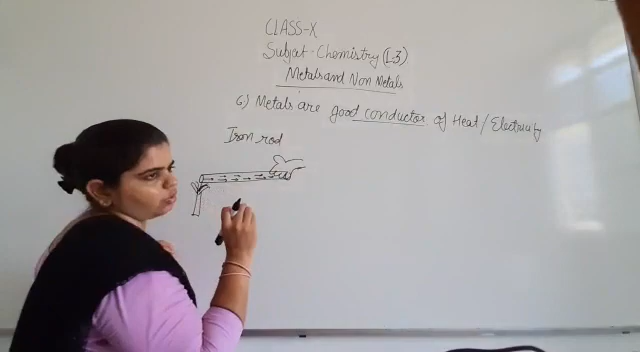 CLASS-X
Subject-Chemistry (L3)
Metals and Non Metals
6) Metals are good conductor of Heat/Electricity
Iron rod